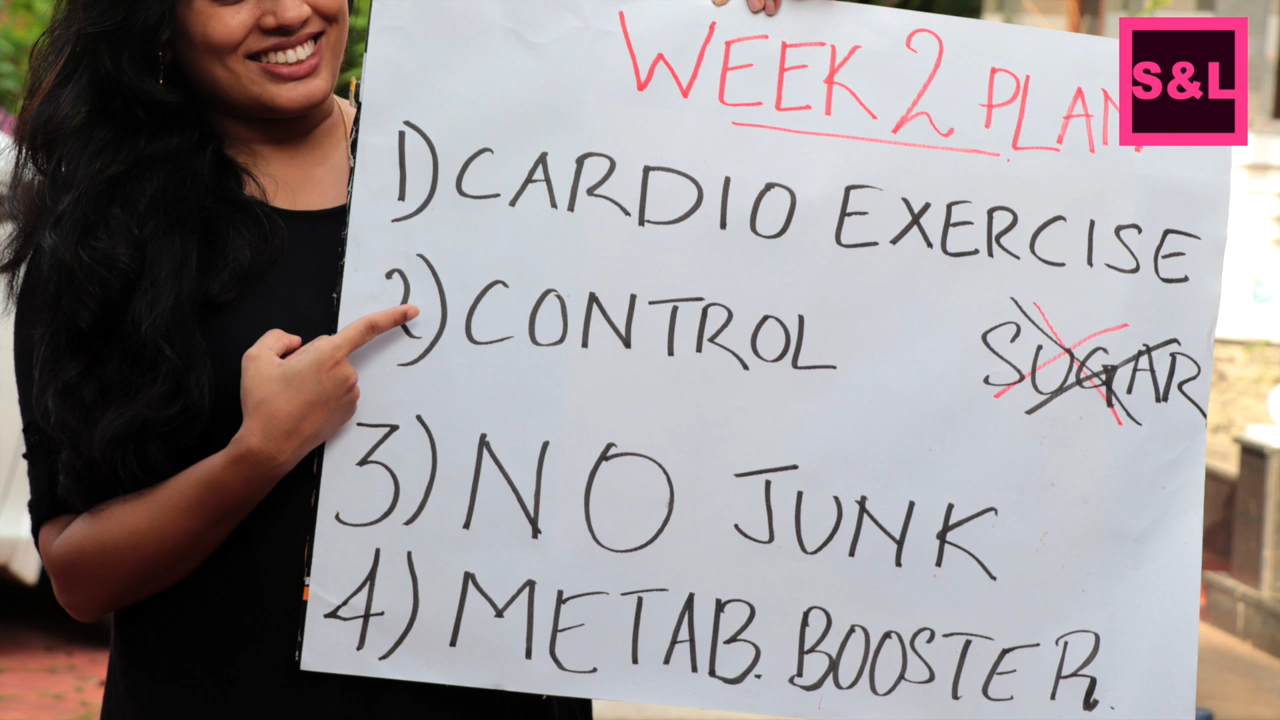 WEEK 2 PLAN
S&L
1) CARDIO EXERCISE
2) CONTROL SUGAR
3) NO JUNK
4) METAB. BOOSTER.